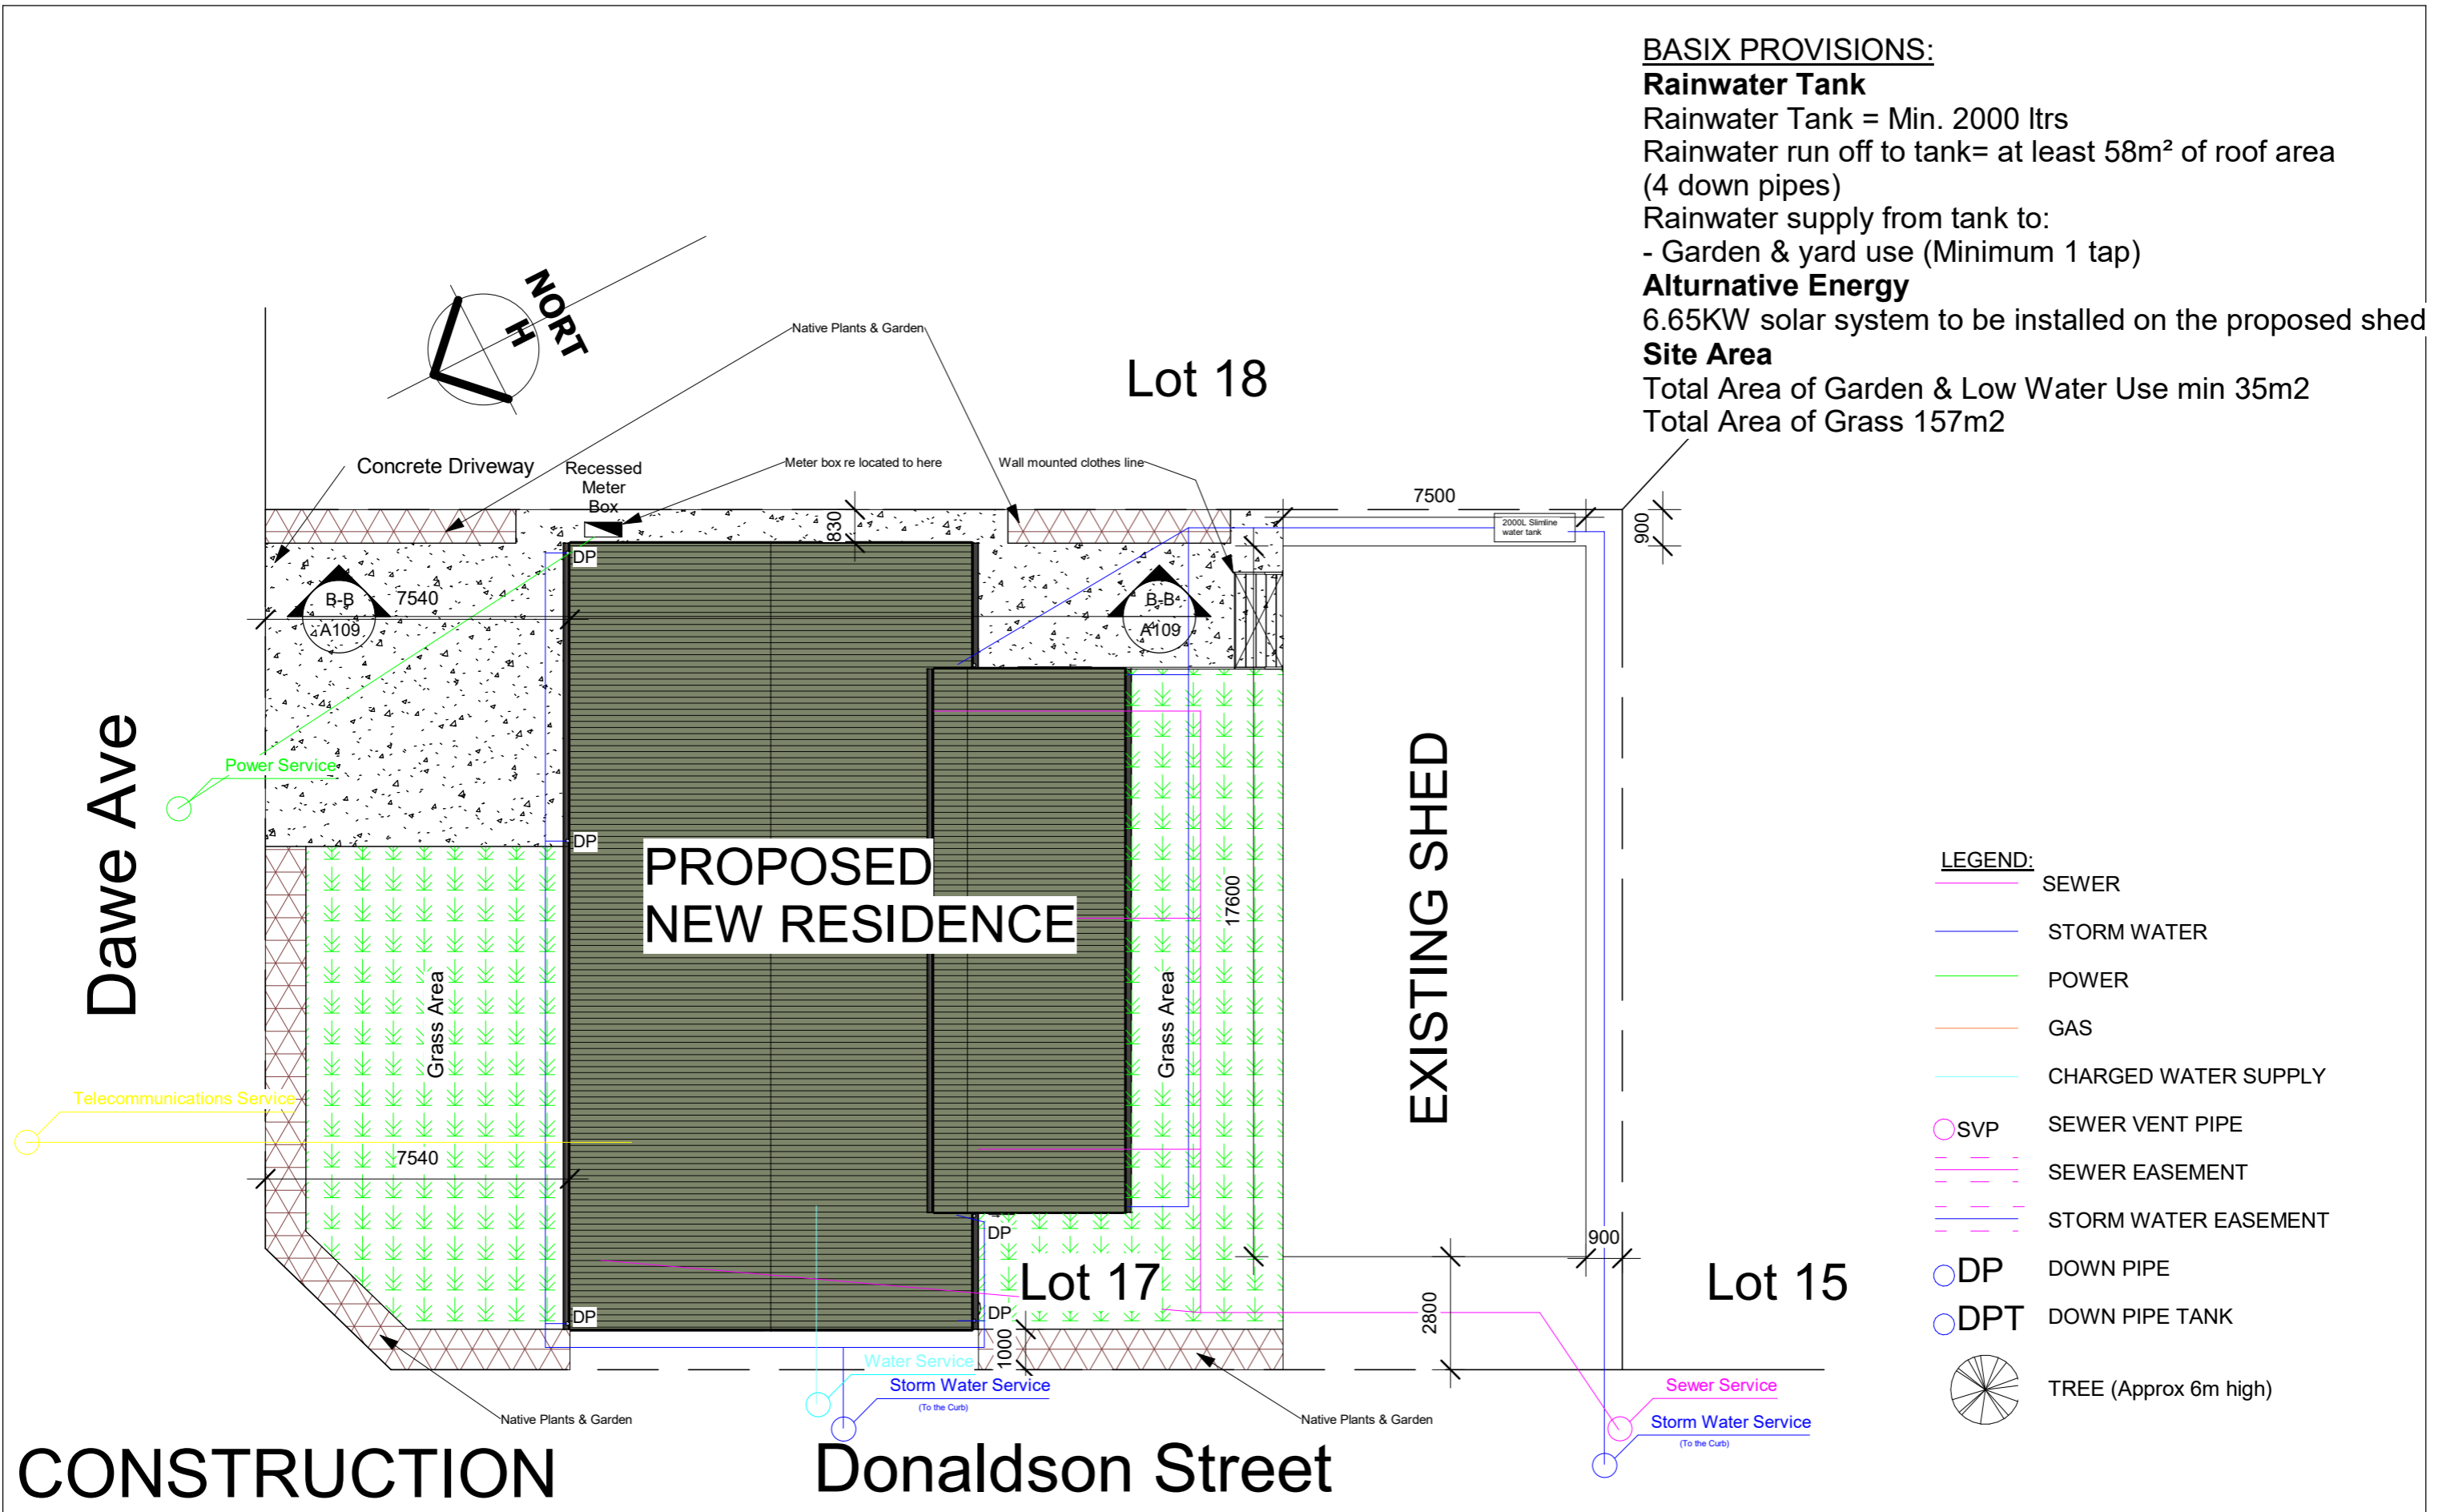 BASIX PROVISIONS:
Rainwater Tank
Rainwater Tank = Min. 2000 ltrs
Rainwater run off to tank= at least 58m² of roof area
(4 down pipes)
Rainwater supply from tank to:
- Garden & yard use (Minimum 1 tap)
Alturnative Energy
6.65KW solar system to be installed on the proposed shed
Site Area
Total Area of Garden & Low Water Use min 35m2
Total Area of Grass 157m2
NORT
H
Native Plants & Garden
Lot 18
Concrete Driveway
Recessed
Meter
Box
Meter box re located to here
Wall mounted clothes line
7500
2000L Slimline
water tank
900
830
DP
B-B
A109
7540
B-B
A109
Power Service
Dawe Ave
DP
PROPOSED
NEW RESIDENCE
17600
EXISTING SHED
Grass Area
Grass Area
Telecommunications Service
7540
DP
DP
DP
Lot 17
900
2800
Lot 15
1000
Water Service
Storm Water Service
(To the Curb)
Native Plants & Garden
Native Plants & Garden
Sewer Service
Storm Water Service
(To the Curb)
LEGEND:
SEWER
STORM WATER
POWER
GAS
CHARGED WATER SUPPLY
SVP SEWER VENT PIPE
SEWER EASEMENT
STORM WATER EASEMENT
DP DOWN PIPE
DPT DOWN PIPE TANK
TREE (Approx 6m high)
CONSTRUCTION
Donaldson Street